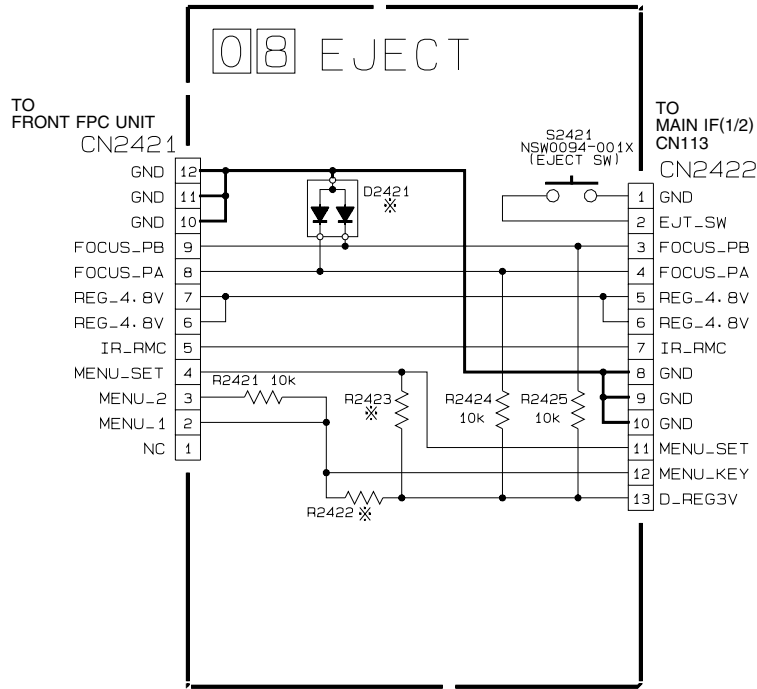 08 EJECT
TO
FRONT FPC UNIT
CN2421
GND 12
GND 11
GND 10
FOCUS_PB 9
FOCUS_PA 8
REG_4.8V 7
REG_4.8V 6
IR_RMC 5
MENU_SET 4
MENU_2 3
MENU_1 2
NC 1
D2421
※
S2421
NSW0094-001X
(EJECT SW)
R2421 10k
R2423
※
R2424
10k
R2425
10k
R2422 ※
TO
MAIN IF(1/2)
CN113
CN2422
1 GND
2 EJT_SW
3 FOCUS_PB
4 FOCUS_PA
5 REG_4.8V
6 REG_4.8V
7 IR_RMC
8 GND
9 GND
10 GND
11 MENU_SET
12 MENU_KEY
13 D_REG3V